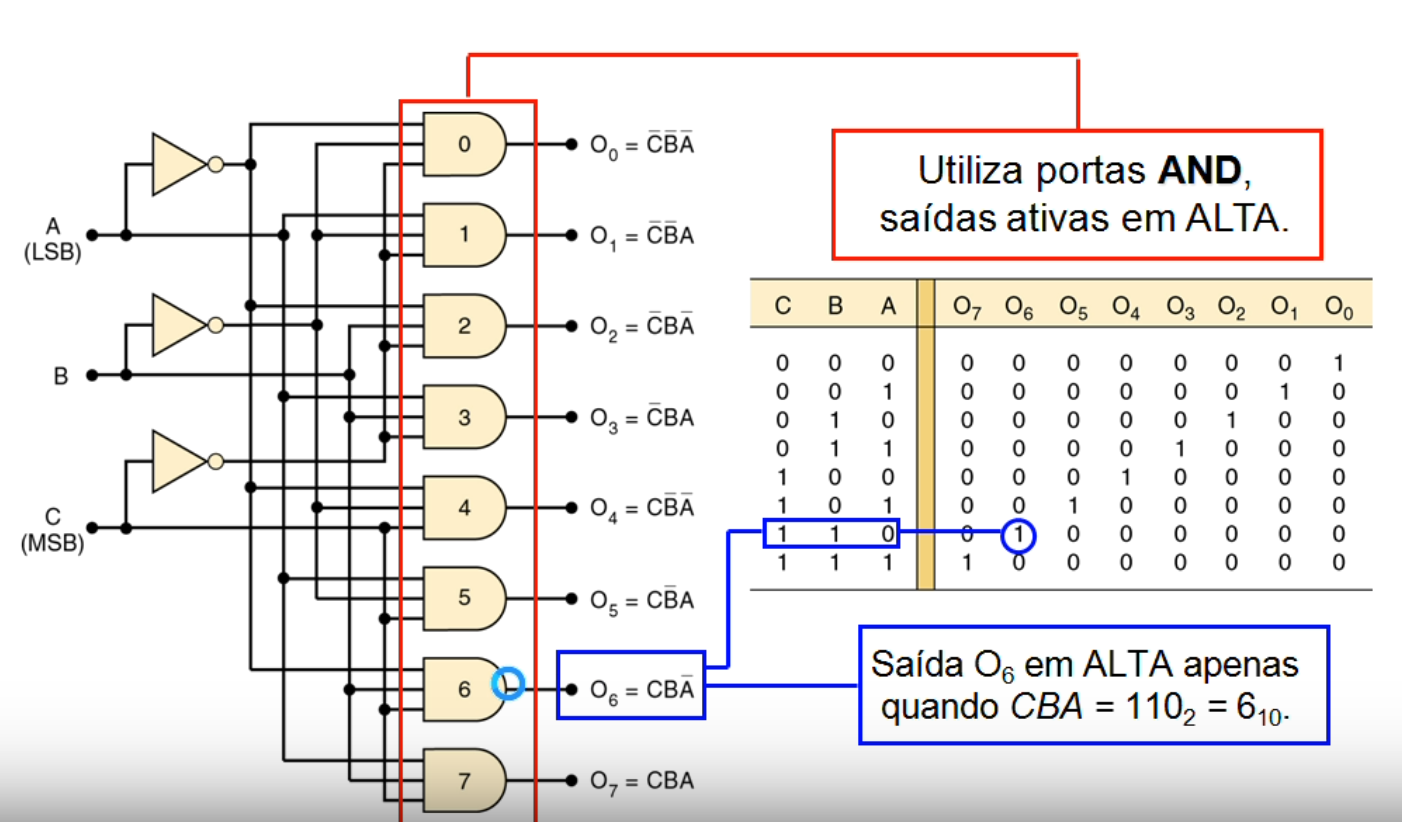 Utiliza portas AND,
saídas ativas em ALTA.
A
(LSB)
B
C
(MSB)
0
1
2
3
4
5
6
7
O₀ = C̅B̅A̅
O₁ = C̅B̅A
O₂ = C̅BA̅
O₃ = C̅BA
O₄ = CB̅A̅
O₅ = CB̅A
O₆ = CBA̅
O₇ = CBA
C B A O₇ O₆ O₅ O₄ O₃ O₂ O₁ O₀
0 0 0 0 0 0 0 0 0 0 1
0 0 1 0 0 0 0 0 0 1 0
0 1 0 0 0 0 0 0 1 0 0
0 1 1 0 0 0 0 1 0 0 0
1 0 0 0 0 0 1 0 0 0 0
1 0 1 0 0 1 0 0 0 0 0
1 1 0 0 1 0 0 0 0 0 0
1 1 1 1 0 0 0 0 0 0 0
Saída O₆ em ALTA apenas
quando CBA = 110₂ = 6₁₀.